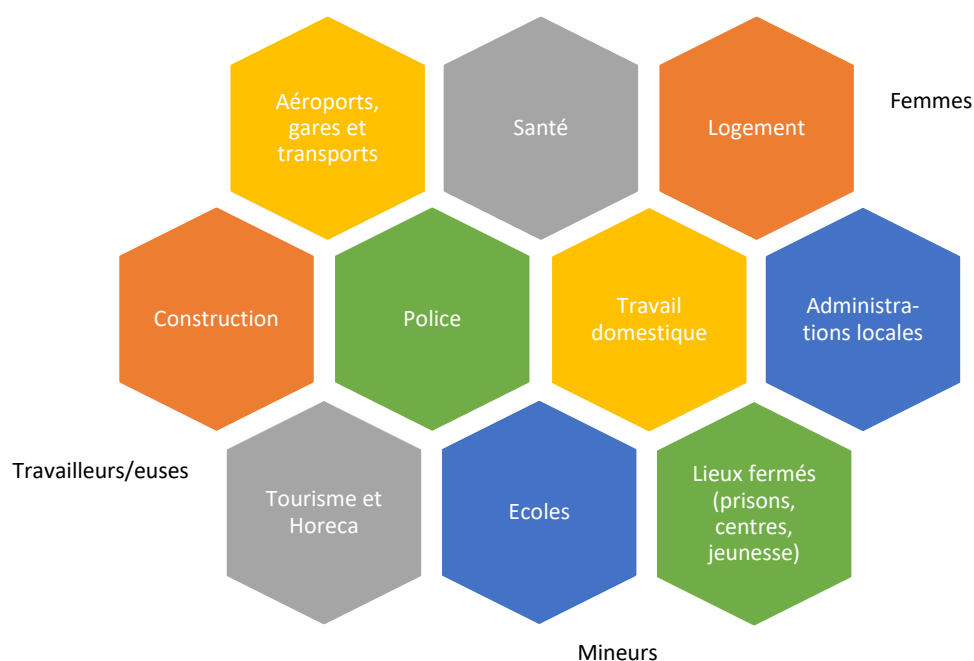 Aéroports,
gares et
transports
Santé
Logement
Femmes
Construction
Police
Travail
domestique
Administra-
tions locales
Travailleurs/euses
Tourisme et
Horeca
Ecoles
Lieux fermés
(prisons,
centres,
jeunesse)
Mineurs